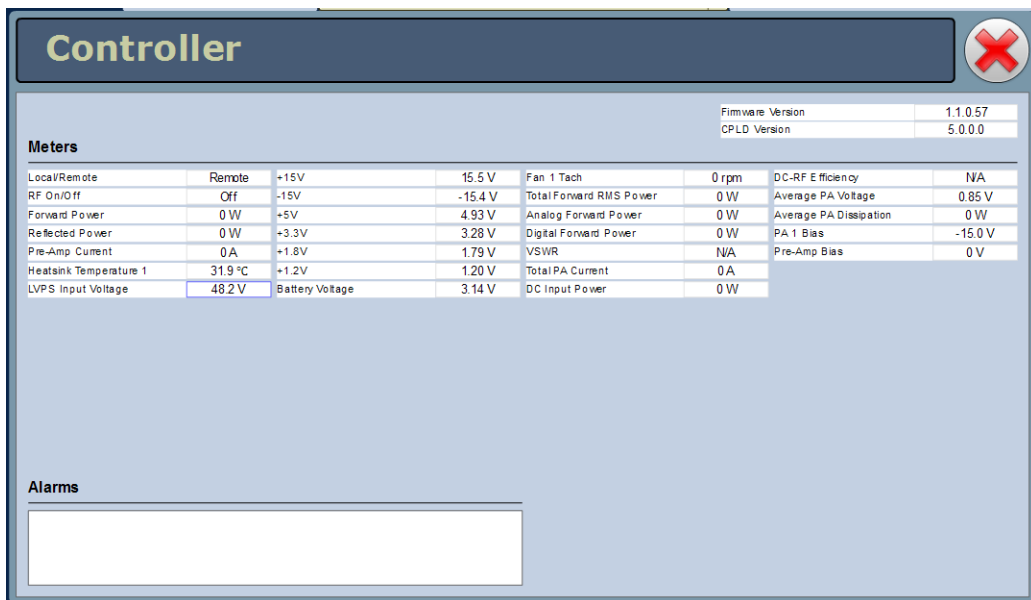 Controller
Firmware Version 1.1.0.57
CPLD Version 5.0.0.0
Meters
Local/Remote Remote +15V 15.5 V Fan 1 Tach 0 rpm DC-RF Efficiency N/A
RF On/Off Off -15V -15.4 V Total Forward RMS Power 0 W Average PA Voltage 0.85 V
Forward Power 0 W +5V 4.93 V Analog Forward Power 0 W Average PA Dissipation 0 W
Reflected Power 0 W +3.3V 3.28 V Digital Forward Power 0 W PA 1 Bias -15.0 V
Pre-Amp Current 0 A +1.8V 1.79 V VSWR N/A Pre-Amp Bias 0 V
Heatsink Temperature 1 31.9 °C +1.2V 1.20 V Total PA Current 0 A
LVPS Input Voltage 48.2 V Battery Voltage 3.14 V DC Input Power 0 W
Alarms